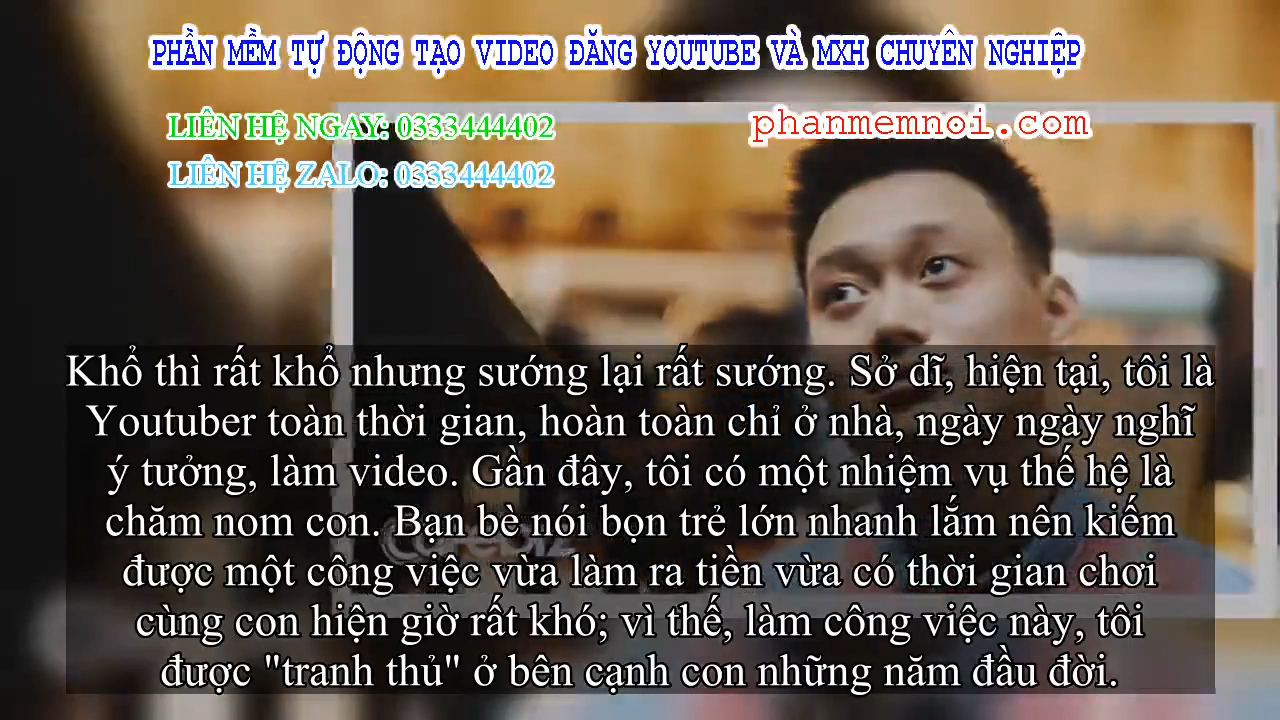 PHẦN MỀM TỰ ĐỘNG TẠO VIDEO ĐĂNG YOUTUBE VÀ MXH CHUYÊN NGHIỆP
LIÊN HỆ NGAY: 0333444402
phanmemnoi.com
LIÊN HỆ ZALO: 0333444402
Khổ thì rất khổ nhưng sướng lại rất sướng. Sở dĩ, hiện tại, tôi là
Youtuber toàn thời gian, hoàn toàn chỉ ở nhà, ngày ngày nghĩ
ý tưởng, làm video. Gần đây, tôi có một nhiệm vụ thế hệ là
chăm nom con. Bạn bè nói bọn trẻ lớn nhanh lắm nên kiếm
được một công việc vừa làm ra tiền vừa có thời gian chơi
cùng con hiện giờ rất khó; vì thế, làm công việc này, tôi
được "tranh thủ" ở bên cạnh con những năm đầu đời.